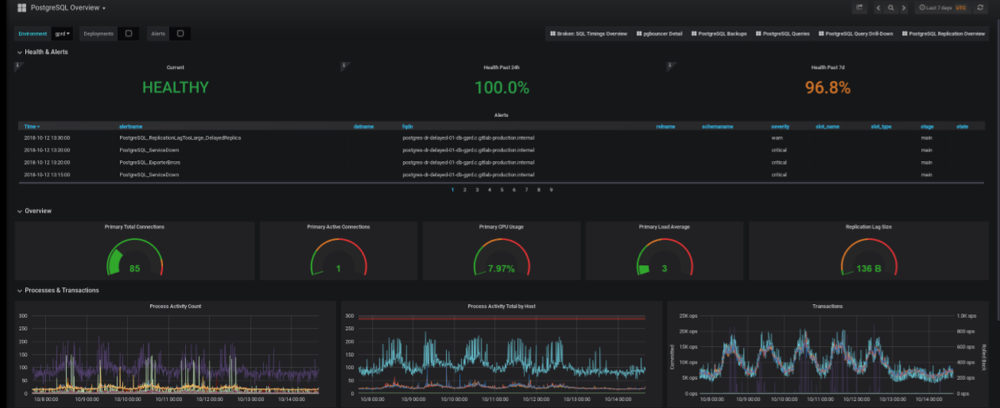 PostgreSQL Overview
Last 7 days UTC
Environment gprd Deployments Alerts Broken: SQL Timings Overview pgbouncer Detail PostgreSQL Backups PostgreSQL Queries PostgreSQL Query Drill-Down PostgreSQL Replication Overview
Health & Alerts
Current Health Past 24h Health Past 7d
HEALTHY 100.0% 96.8%
Alerts
Time alertname datname fqdn relname schemaname severity slot_name slot_type stage state
2018-10-12 13:30:00 PostgreSQL_ReplicationLagTooLarge_DelayedReplica postgres-dr-delayed-01-db-gprd.c.gitlab-production.internal warn main
2018-10-12 13:20:00 PostgreSQL_ServiceDown postgres-dr-delayed-01-db-gprd.c.gitlab-production.internal critical main
2018-10-12 13:20:00 PostgreSQL_ExporterErrors postgres-dr-delayed-01-db-gprd.c.gitlab-production.internal critical main
2018-10-12 13:15:00 PostgreSQL_ServiceDown postgres-dr-delayed-01-db-gprd.c.gitlab-production.internal critical main
1 2 3 4 5 6 7 8 9
Overview
Primary Total Connections Primary Active Connections Primary CPU Usage Primary Load Average Replication Lag Size
85 1 7.97% 3 136 B
Processes & Transactions
Process Activity Count
300
250
200
150
100
50
0
10/8 00:00 10/9 00:00 10/10 00:00 10/11 00:00 10/12 00:00 10/13 00:00 10/14 00:00
Process Activity Total by Host
300
250
200
150
100
50
0
10/8 00:00 10/9 00:00 10/10 00:00 10/11 00:00 10/12 00:00 10/13 00:00 10/14 00:00
Transactions
Committed
25K ops
20K ops
15K ops
10K ops
5K ops
0 ops
1.0K ops
800 ops
600 ops
400 ops
200 ops
0 ops
Rolled Back
10/8 00:00 10/9 00:00 10/10 00:00 10/11 00:00 10/12 00:00 10/13 00:00 10/14 00:00